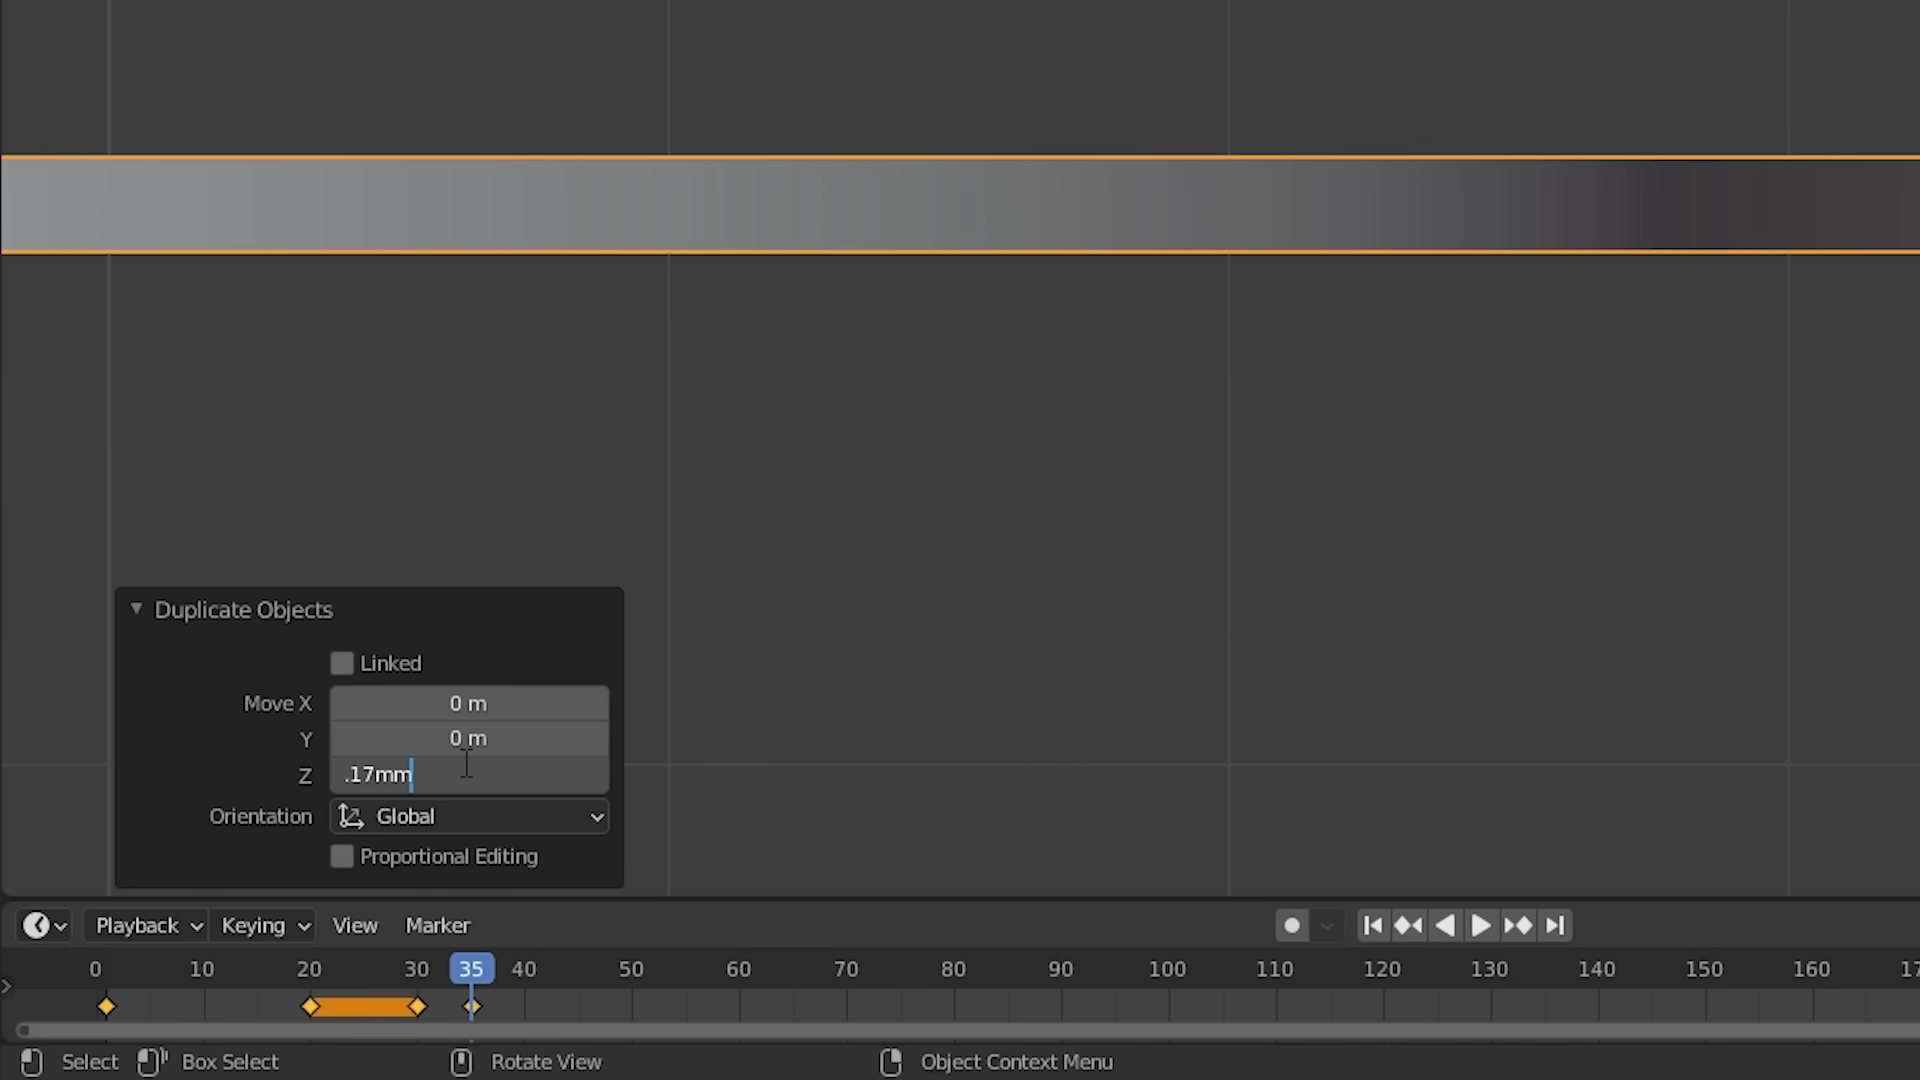 Duplicate Objects
Linked
Move X 0 m
Y 0 m
Z .17mm
Orientation Global
Proportional Editing
Playback Keying View Marker
0 10 20 30 35 40 50 60 70 80 90 100 110 120 130 140 150 160
Select Box Select Rotate View Object Context Menu